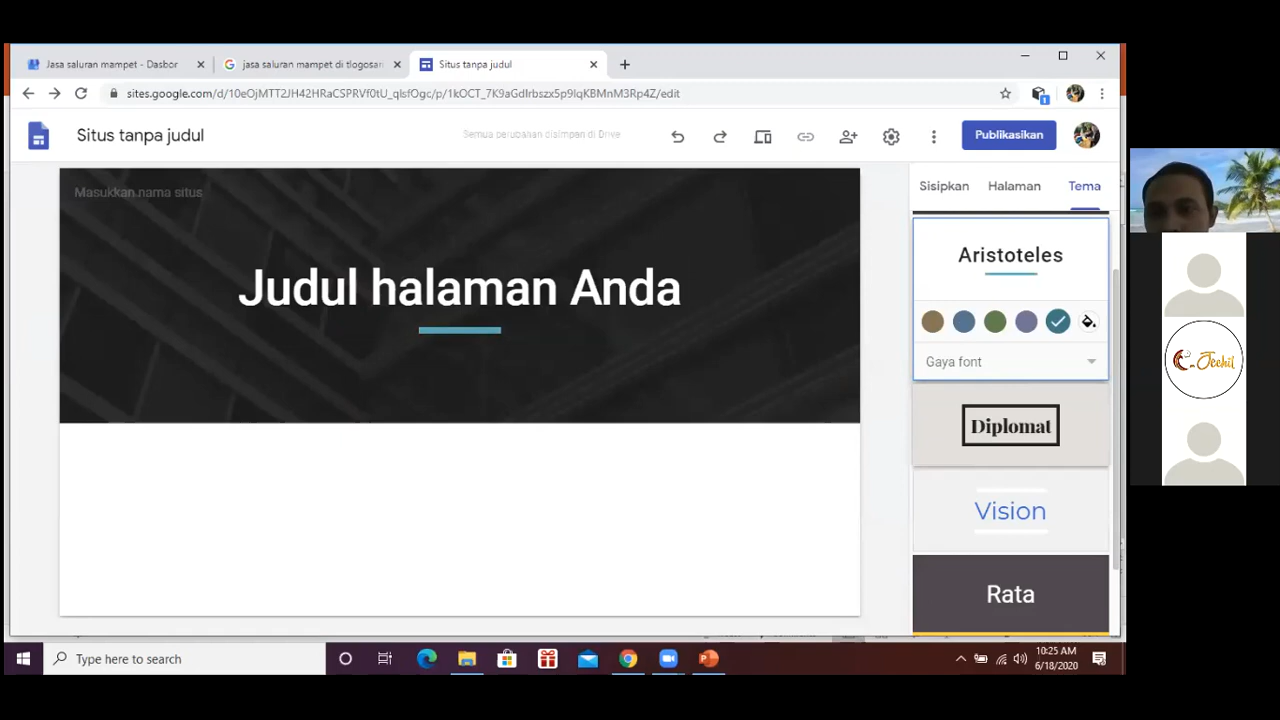 Jasa saluran mampet - Dasbor
jasa saluran mampet di tlogosari
Situs tanpa judul
sites.google.com/d/10eOjMTT2JH42HRaCSPRVf0tU_qlsfOgc/p/1kOCT_7K9aGdIrbszx5p9lqKBMnM3Rp4Z/edit
Situs tanpa judul
Semua perubahan disimpan di Drive
Publikasikan
Masukkan nama situs
Judul halaman Anda
Sisipkan
Halaman
Tema
Aristoteles
Gaya font
Diplomat
Vision
Rata
Jechil
Type here to search
10:25 AM
6/18/2020